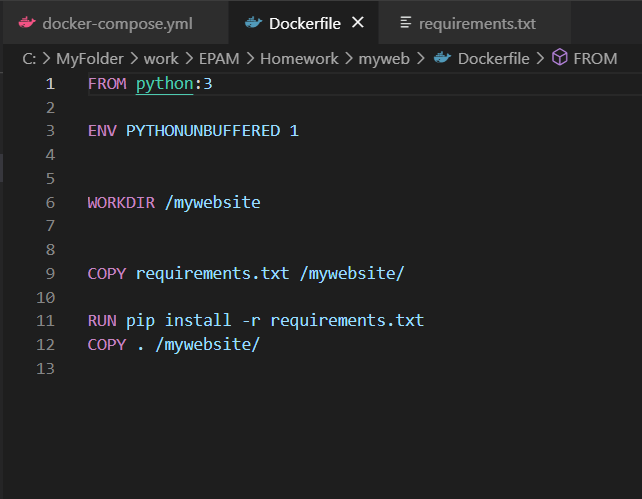 docker-compose.yml Dockerfile requirements.txt
C: > MyFolder > work > EPAM > Homework > myweb > Dockerfile > FROM
1 FROM python:3
2
3 ENV PYTHONUNBUFFERED 1
4
5
6 WORKDIR /mywebsite
7
8
9 COPY requirements.txt /mywebsite/
10
11 RUN pip install -r requirements.txt
12 COPY . /mywebsite/
13